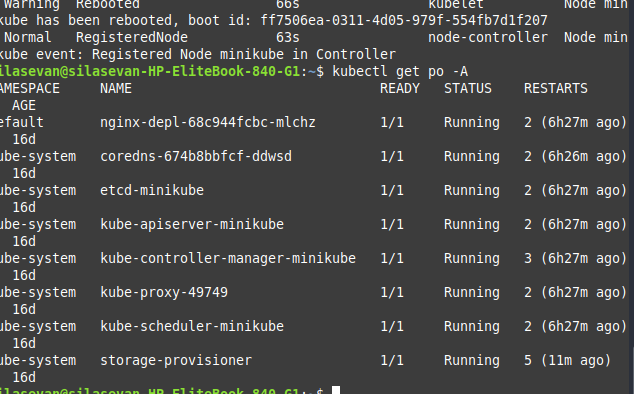 Warning  Rebooted                 66s                kubelet          Node min
kube has been rebooted, boot id: ff7506ea-0311-4d05-979f-554fb7d1f207
Normal   RegisteredNode           63s                node-controller  Node min
kube event: Registered Node minikube in Controller
ilasevan@silasevan-HP-EliteBook-840-G1:~$ kubectl get po -A
AMESPACE     NAME                               READY   STATUS    RESTARTS
AGE
efault       nginx-depl-68c944fcbc-mlchz        1/1     Running   2 (6h27m ago)
16d
ube-system   coredns-674b8bbfcf-ddwsd           1/1     Running   2 (6h26m ago)
16d
ube-system   etcd-minikube                      1/1     Running   2 (6h27m ago)
16d
ube-system   kube-apiserver-minikube            1/1     Running   2 (6h27m ago)
16d
ube-system   kube-controller-manager-minikube   1/1     Running   3 (6h27m ago)
16d
ube-system   kube-proxy-49749                   1/1     Running   2 (6h27m ago)
16d
ube-system   kube-scheduler-minikube            1/1     Running   2 (6h27m ago)
16d
ube-system   storage-provisioner                1/1     Running   5 (11m ago)
16d
ilasevan@silasevan-HP-EliteBook-840-G1:~$